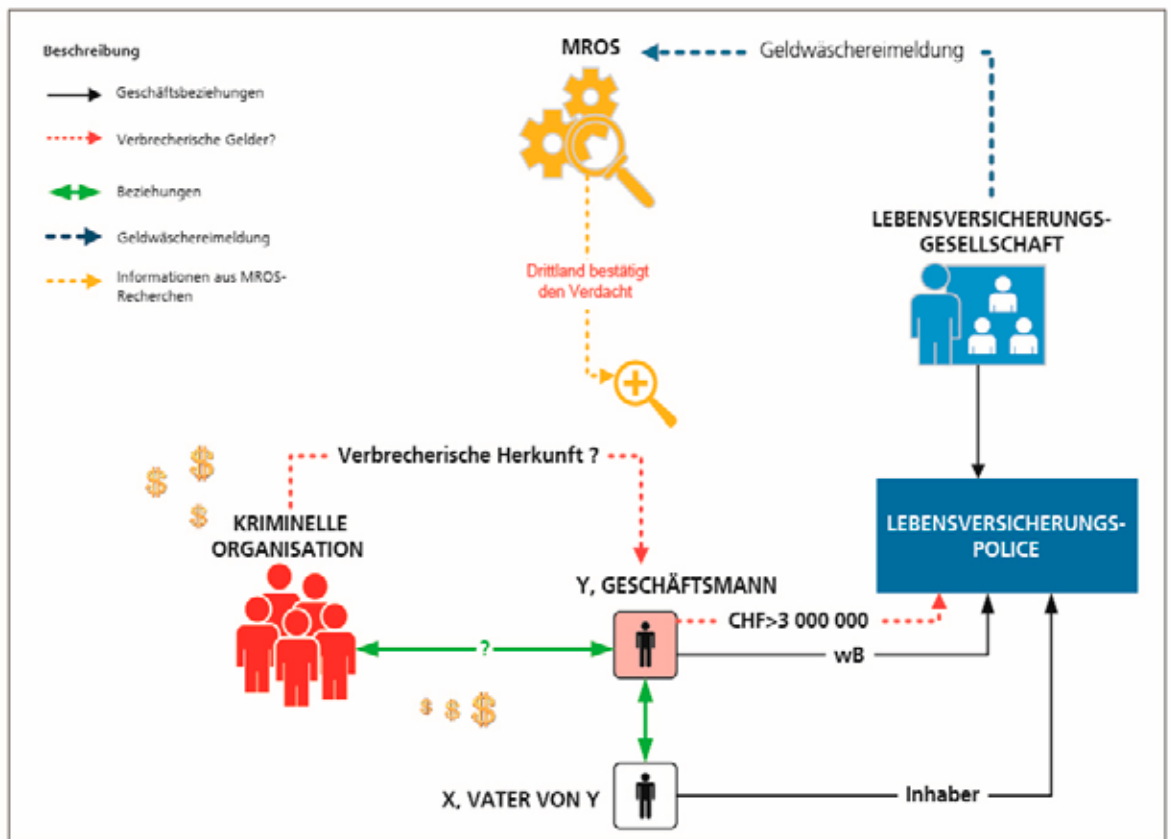 Beschreibung
Geschäftsbeziehungen
Verbrecherische Gelder?
Beziehungen
Geldwäschereimeldung
Informationen aus MROS-
Recherchen
MROS
Geldwäschereimeldung
LEBENSVERSICHERUNGS-
GESELLSCHAFT
Drittland bestätigt
den Verdacht
Verbrecherische Herkunft ?
$
$
$
KRIMINELLE
ORGANISATION
LEBENSVERSICHERUNGS-
POLICE
Y, GESCHÄFTSMANN
CHF>3 000 000
?
wB
$
$
$
X, VATER VON Y
Inhaber